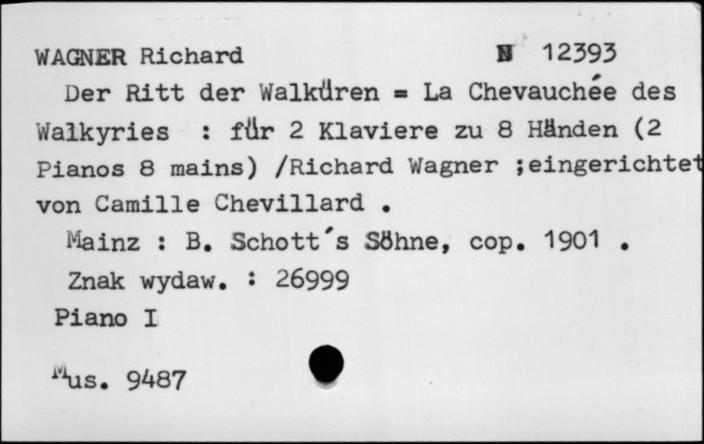 WAGNER Richard N 12393
Der Ritt der Walküren = La Chevauchée des
Walkyries : für 2 Klaviere zu 8 Händen (2
Pianos 8 mains) /Richard Wagner ;eingerichtet
von Camille Chevillard .
Mainz : B. Schott´s Söhne, cop. 1901 .
Znak wydaw. : 26999
Piano I
Mus. 9487